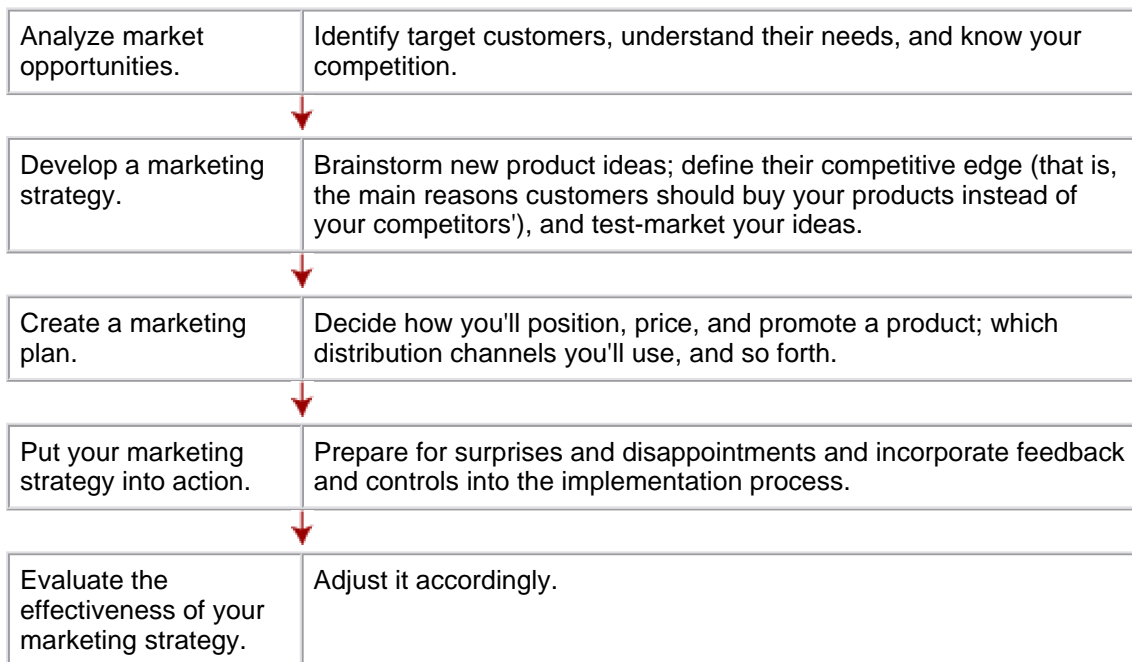 Analyze market
opportunities.
Identify target customers, understand their needs, and know your
competition.
Develop a marketing
strategy.
Brainstorm new product ideas; define their competitive edge (that is,
the main reasons customers should buy your products instead of
your competitors'), and test-market your ideas.
Create a marketing
plan.
Decide how you'll position, price, and promote a product; which
distribution channels you'll use, and so forth.
Put your marketing
strategy into action.
Prepare for surprises and disappointments and incorporate feedback
and controls into the implementation process.
Evaluate the
effectiveness of your
marketing strategy.
Adjust it accordingly.